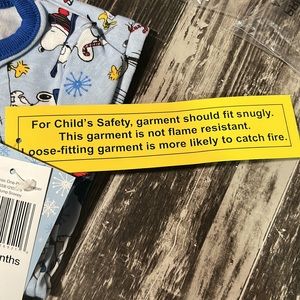 For Child's Safety, garment should fit snugly.
This garment is not flame resistant.
oose-fitting garment is more likely to catch fire.
nths